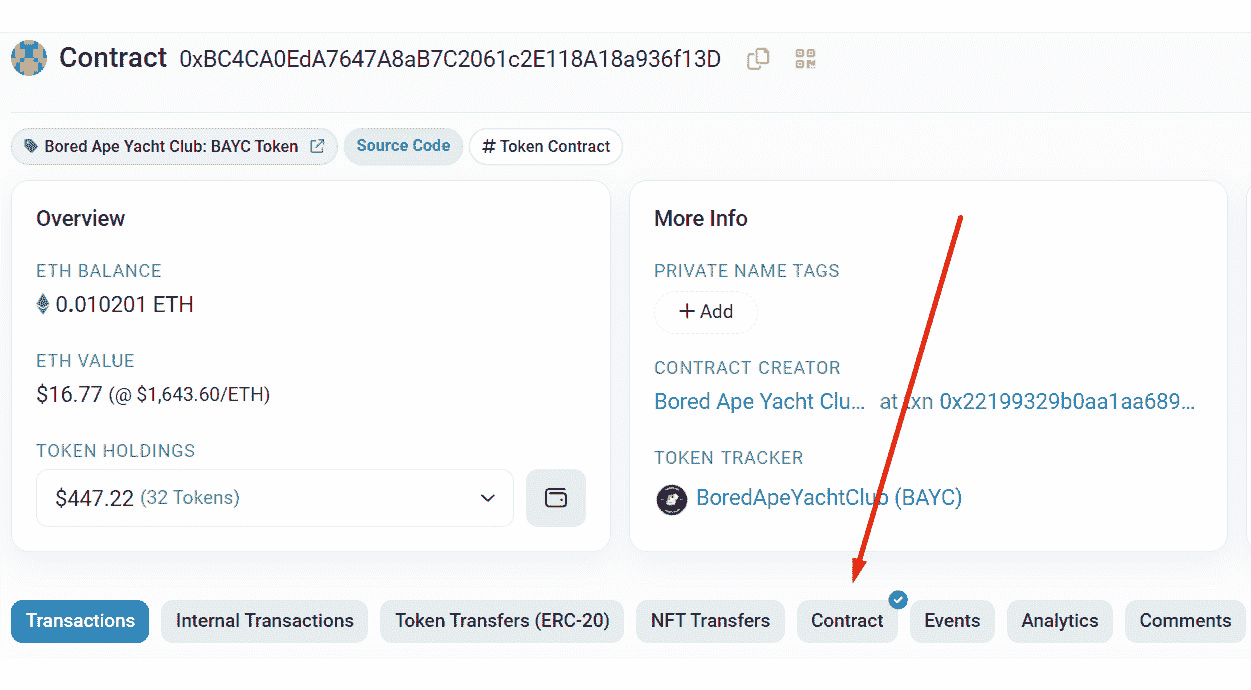 Contract 0xBC4CA0EdA7647A8aB7C2061c2E118A18a936f13D
Bored Ape Yacht Club: BAYC Token
Source Code
# Token Contract
Overview
ETH BALANCE
0.010201 ETH
ETH VALUE
$16.77 (@ $1,643.60/ETH)
TOKEN HOLDINGS
$447.22 (32 Tokens)
More Info
PRIVATE NAME TAGS
+ Add
CONTRACT CREATOR
Bored Ape Yacht Clu... at txn 0x22199329b0aa1aa689...
TOKEN TRACKER
BoredApeYachtClub (BAYC)
Transactions
Internal Transactions
Token Transfers (ERC-20)
NFT Transfers
Contract
Events
Analytics
Comments